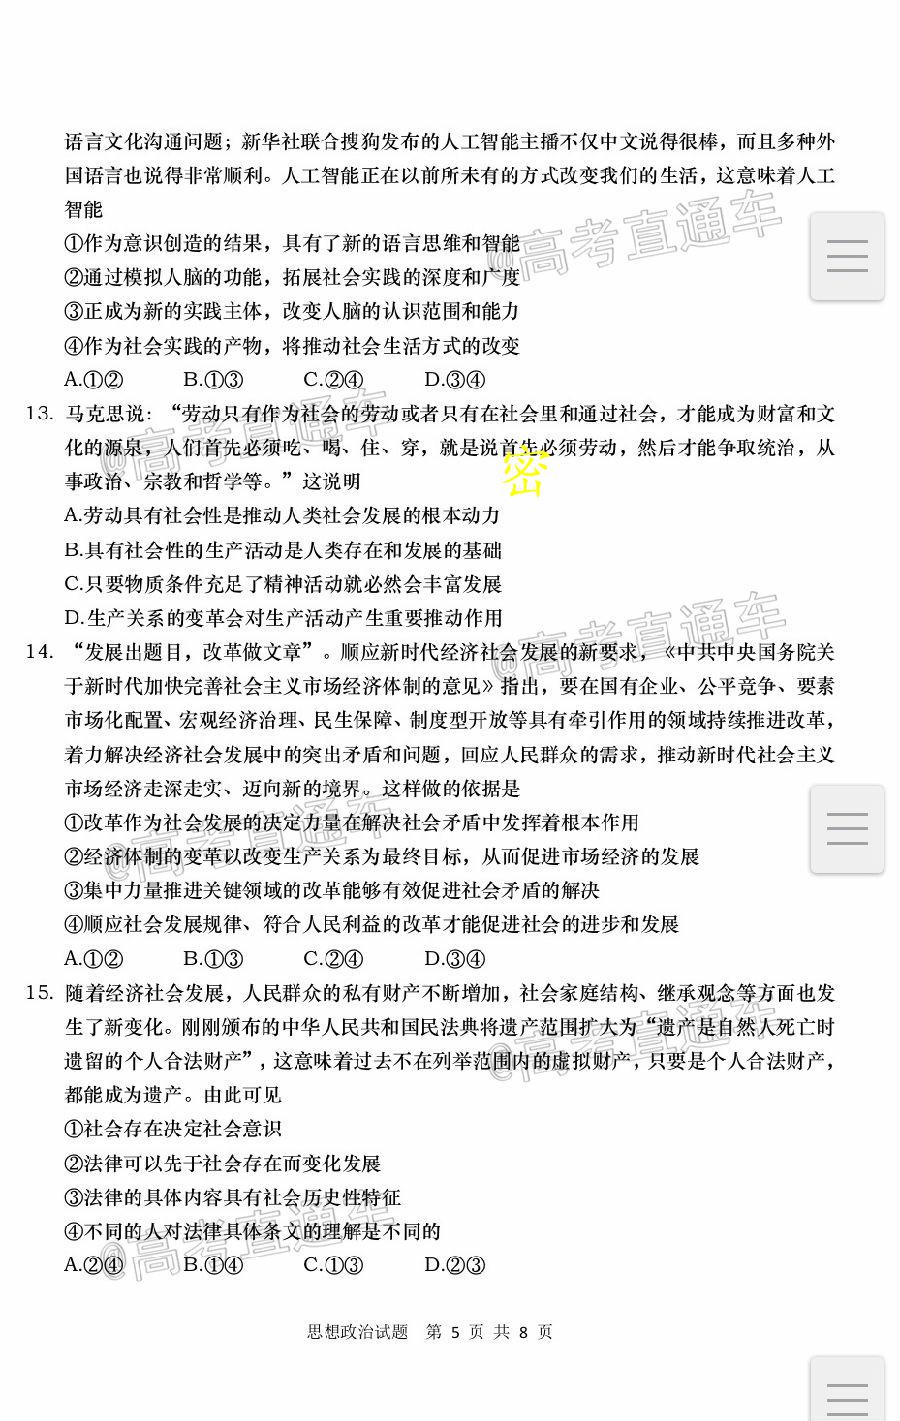 语言文化沟通问题；新华社联合搜狗发布的人工智能主播不仅中文说得很棒，而且多种外
国语言也说得非常顺利。人工智能正在以前所未有的方式改变我们的生活，这意味着人工
智能
①作为意识创造的结果，具有了新的语言思维和智能
②通过模拟人脑的功能，拓展社会实践的深度和广度
③正成为新的实践主体，改变人脑的认识范围和能力
④作为社会实践的产物，将推动社会生活方式的改变
A.①② B.①③ C.②④ D.③④
13. 马克思说：“劳动只有作为社会的劳动或者只有在社会里和通过社会，才能成为财富和文
化的源泉，人们首先必须吃、喝、住、穿，就是说首先必须劳动，然后才能争取统治，从
事政治、宗教和哲学等。”这说明
密
A.劳动具有社会性是推动人类社会发展的根本动力
B.具有社会性的生产活动是人类存在和发展的基础
C.只要物质条件充足了精神活动就必然会丰富发展
D.生产关系的变革会对生产活动产生重要推动作用
14. “发展出题目，改革做文章”。顺应新时代经济社会发展的新要求，《中共中央国务院关
于新时代加快完善社会主义市场经济体制的意见》指出，要在国有企业、公平竞争、要素
市场化配置、宏观经济治理、民生保障、制度型开放等具有牵引作用的领域持续推进改革，
着力解决经济社会发展中的突出矛盾和问题，回应人民群众的需求，推动新时代社会主义
市场经济走深走实、迈向新的境界。这样做的依据是
①改革作为社会发展的决定力量在解决社会矛盾中发挥着根本作用
②经济体制的变革以改变生产关系为最终目标，从而促进市场经济的发展
③集中力量推进关键领域的改革能够有效促进社会矛盾的解决
④顺应社会发展规律、符合人民利益的改革才能促进社会的进步和发展
A.①② B.①③ C.②④ D.③④
15. 随着经济社会发展，人民群众的私有财产不断增加，社会家庭结构、继承观念等方面也发
生了新变化。刚刚颁布的中华人民共和国民法典将遗产范围扩大为“遗产是自然人死亡时
遗留的个人合法财产”，这意味着过去不在列举范围内的虚拟财产，只要是个人合法财产，
都能成为遗产。由此可见
①社会存在决定社会意识
②法律可以先于社会存在而变化发展
③法律的具体内容具有社会历史性特征
④不同的人对法律具体条文的理解是不同的
A.②④ B.①④ C.①③ D.②③
思想政治试题 第 5 页 共 8 页
@高考直通车
@高考直通车
@高考直通车
@高考直通车
@高考直通车
@高考直通车